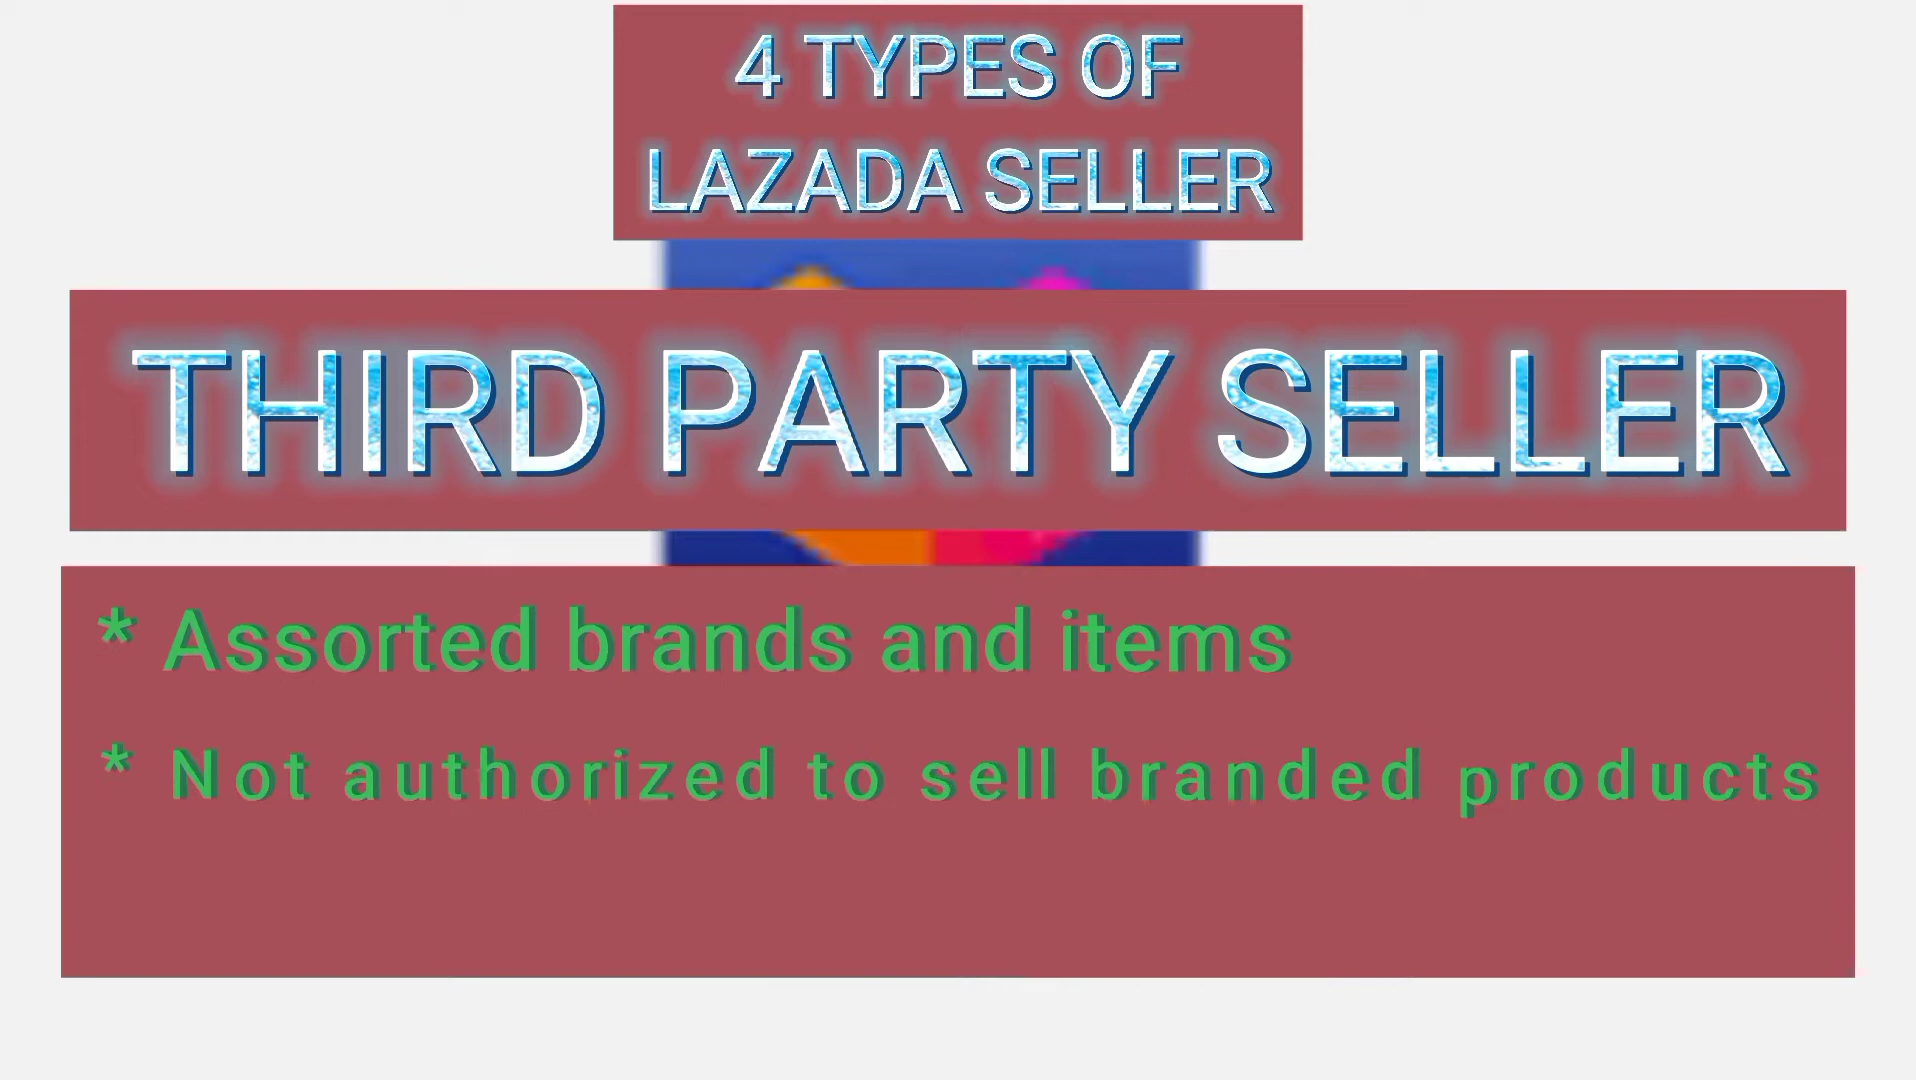 4 TYPES OF
LAZADA SELLER
THIRD PARTY SELLER
* Assorted brands and items
* Not authorized to sell branded products